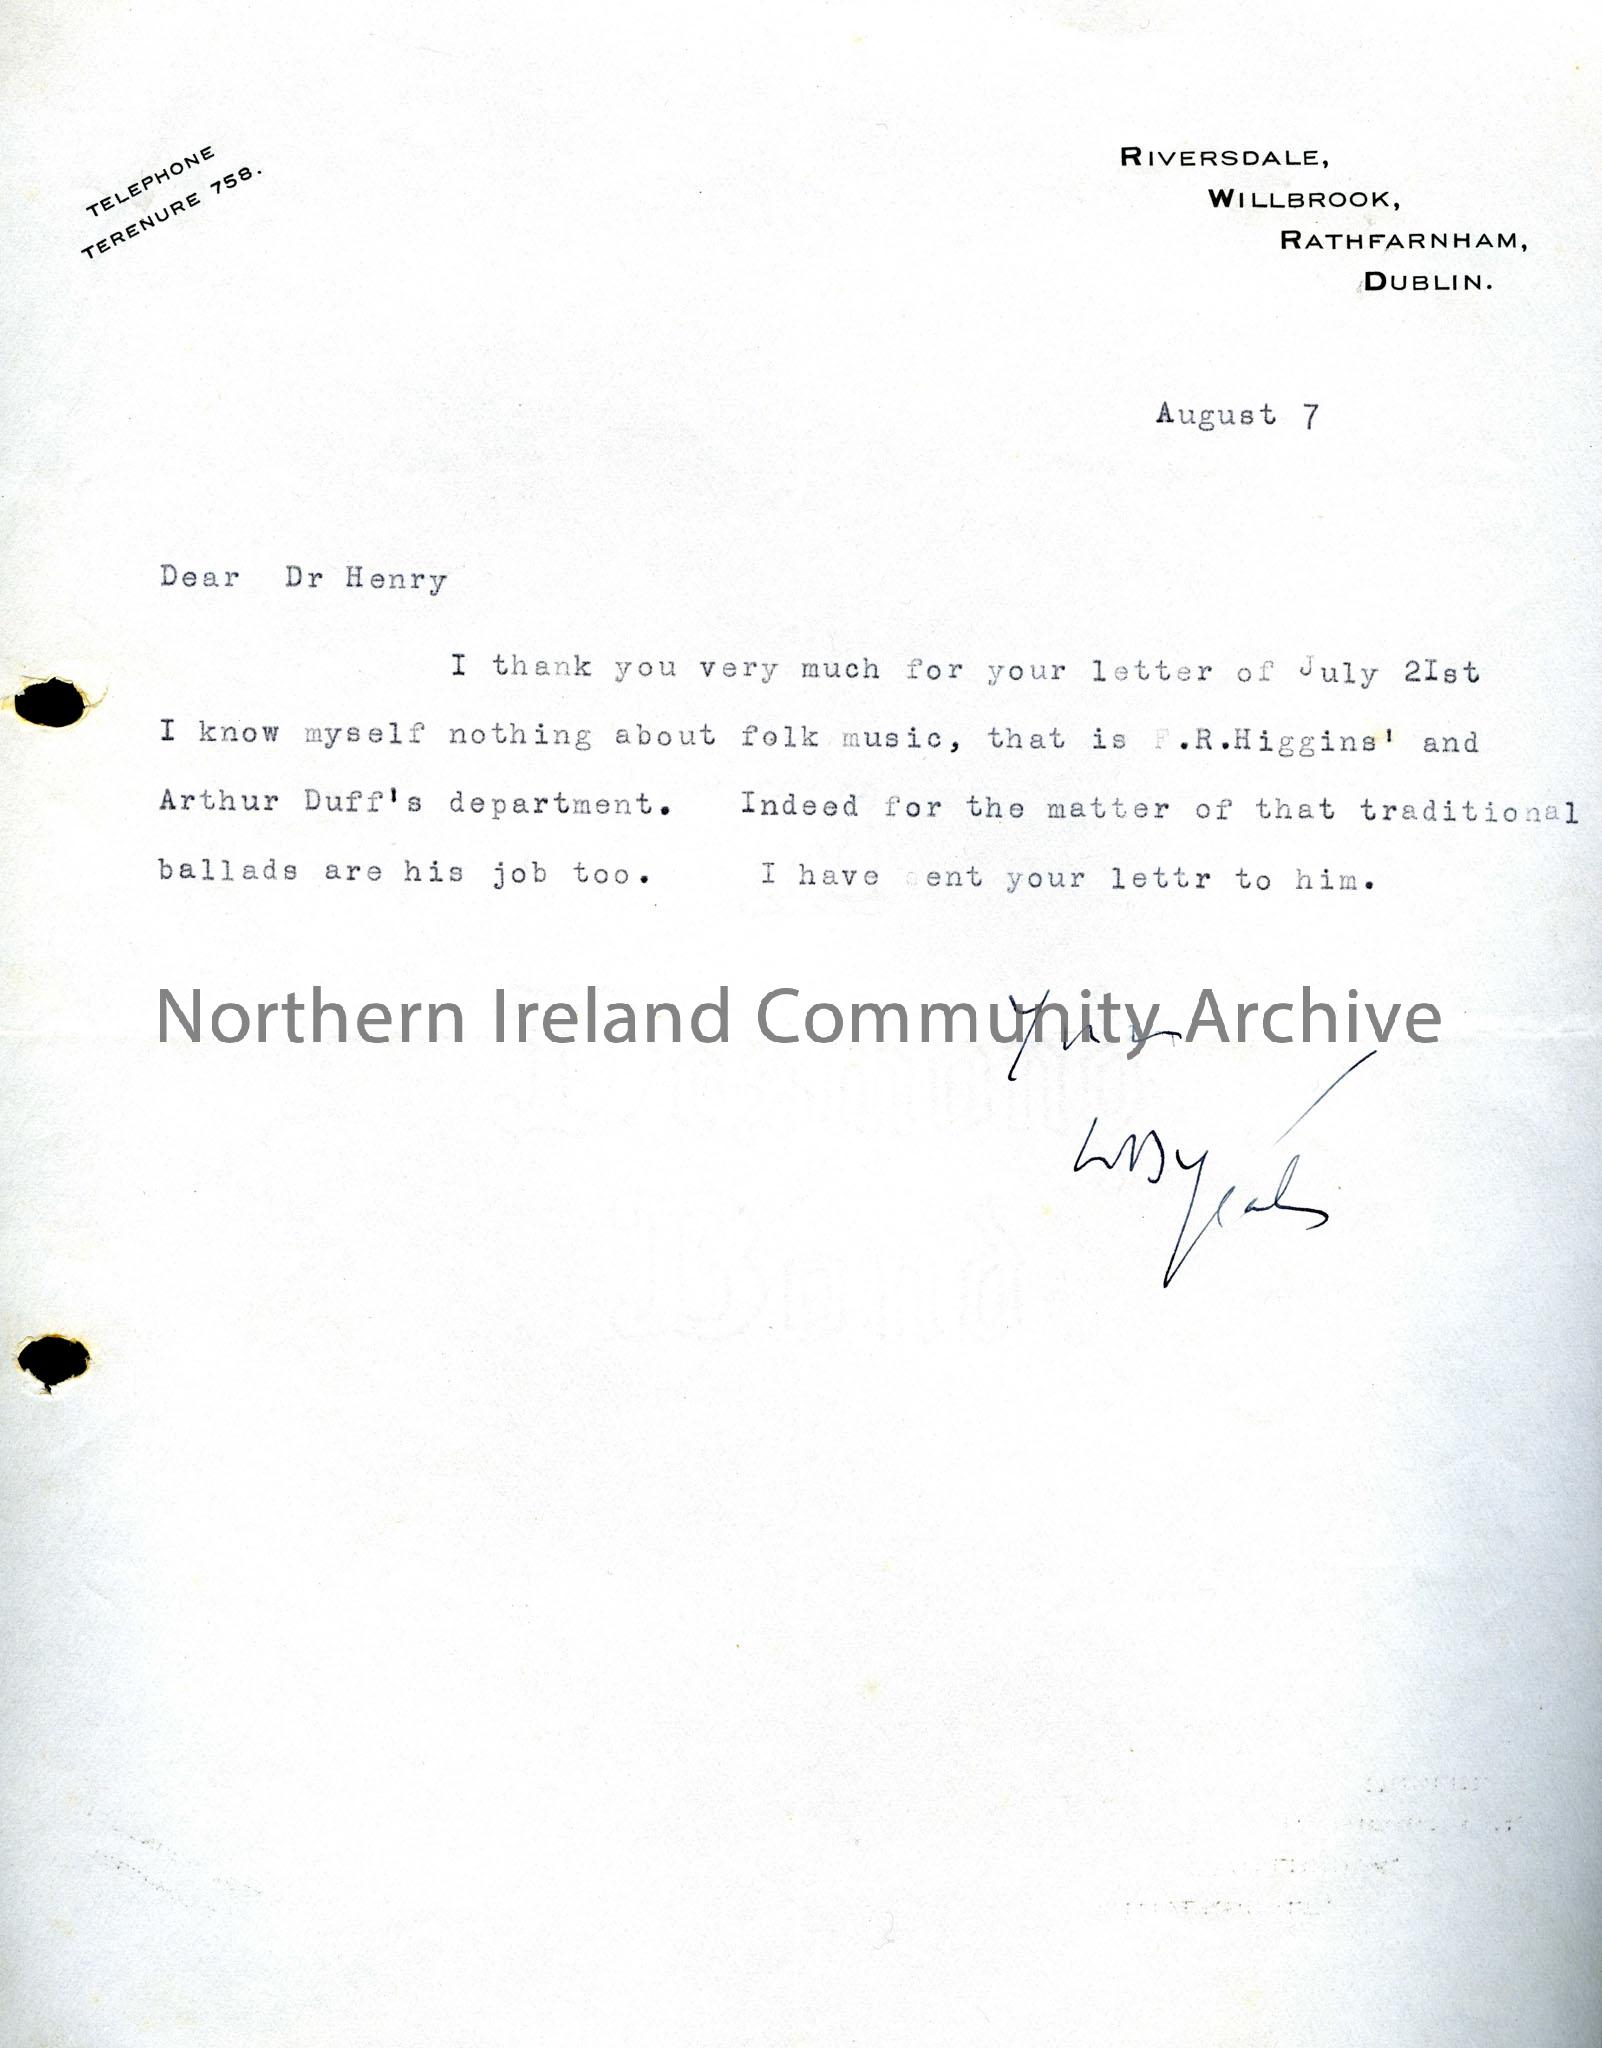 TELEPHONE
TERENURE 758.
RIVERSDALE,
WILLBROOK,
RATHFARNHAM,
DUBLIN.
August 7
Dear Dr Henry
I thank you very much for your letter of July 2Ist
I know myself nothing about folk music, that is F.R.Higgins' and
Arthur Duff's department. Indeed for the matter of that traditional
ballads are his job too. I have sent your lettr to him.
Northern Ireland Community Archive
WB Yeats